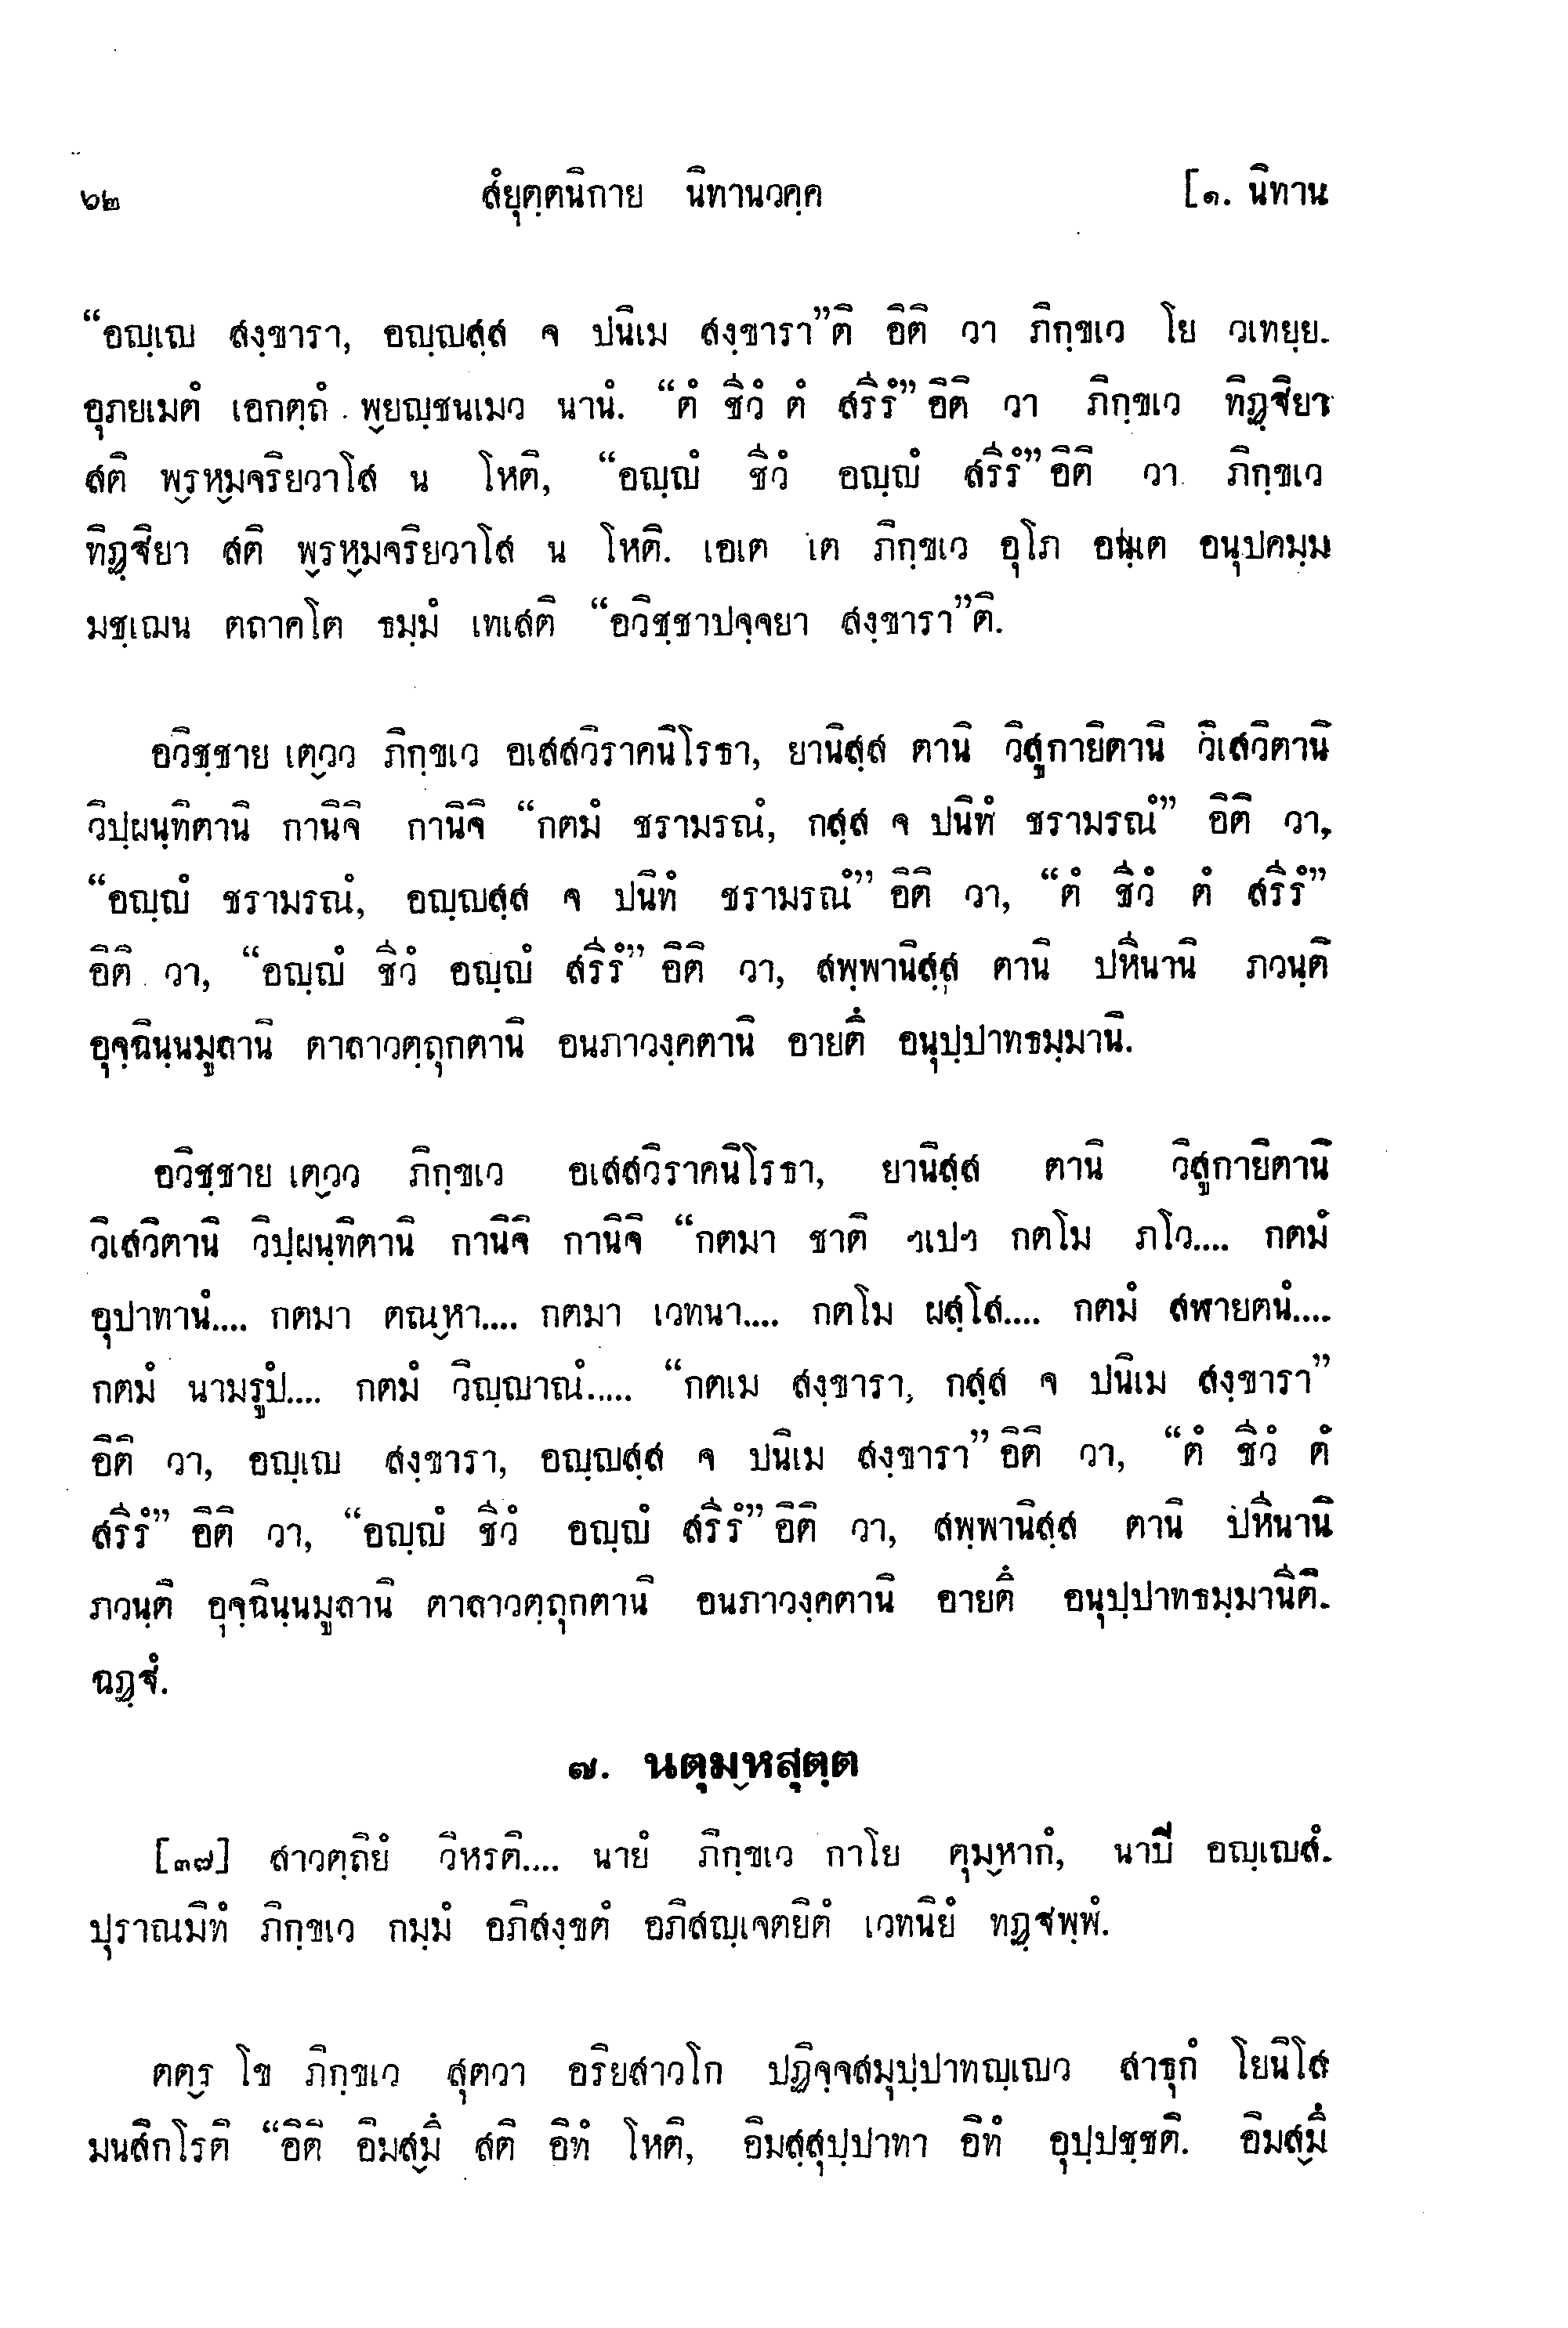 ๖๒ สํยุตฺตนิกาย นิทานวคฺค [๑. นิทาน
“อญฺเญ สงฺขารา, อญฺญสฺส จ ปนิเม สงฺขารา”ติ อิติ วา ภิกฺขเว โย วเทยฺย.
อุภยเมตํ เอกตฺถํ พฺยญฺชนเมว นานํ. “ตํ ชีวํ ตํ สรีรํ” อิติ วา ภิกฺขเว ทิฏฺฐิยา
สติ พฺรหฺมจริยวาโส น โหติ, “อญฺญํ ชีวํ อญฺญํ สรีรํ” อิติ วา ภิกฺขเว
ทิฏฺฐิยา สติ พฺรหฺมจริยวาโส น โหติ. เอเต เต ภิกฺขเว อุโภ อนฺเต อนุปคมฺม
มชฺเฌน ตถาคโต ธมฺมํ เทเสติ “อวิชฺชาปจฺจยา สงฺขารา”ติ.
อวิชฺชาย เตฺวว ภิกฺขเว อเสสวิราคนิโรธา, ยานิสฺส ตานิ วิสูกายิตานิ วิเสวิตานิ
วิปฺผนฺทิตานิ กานิจิ กานิจิ “กตมํ ชรามรณํ, กสฺส จ ปนิทํ ชรามรณํ” อิติ วา,
“อญฺญํ ชรามรณํ, อญฺญสฺส จ ปนิทํ ชรามรณํ” อิติ วา, “ตํ ชีวํ ตํ สรีรํ”
อิติ วา, “อญฺญํ ชีวํ อญฺญํ สรีรํ” อิติ วา, สพฺพานิสฺส ตานิ ปหีนานิ ภวนฺติ
อุจฺฉินฺนมูลานิ ตาลาวตฺถุกตานิ อนภาวงฺคตานิ อายตึ อนุปฺปาทธมฺมานิ.
อวิชฺชาย เตฺวว ภิกฺขเว อเสสวิราคนิโรธา, ยานิสฺส ตานิ วิสูกายิตานิ
วิเสวิตานิ วิปฺผนฺทิตานิ กานิจิ กานิจิ “กตมา ชาติ ฯเปฯ กตโม ภโว.... กตมํ
อุปาทานํ.... กตมา ตณฺหา.... กตมา เวทนา.... กตโม ผสฺโส.... กตมํ สฬายตนํ....
กตมํ นามรูปํ.... กตมํ วิญฺญาณํ..... “กตเม สงฺขารา, กสฺส จ ปนิเม สงฺขารา”
อิติ วา, อญฺเญ สงฺขารา, อญฺญสฺส จ ปนิเม สงฺขารา” อิติ วา, “ตํ ชีวํ ตํ
สรีรํ” อิติ วา, “อญฺญํ ชีวํ อญฺญํ สรีรํ” อิติ วา, สพฺพานิสฺส ตานิ ปหีนานิ
ภวนฺติ อุจฺฉินฺนมูลานิ ตาลาวตฺถุกตานิ อนภาวงฺคตานิ อายตึ อนุปฺปาทธมฺมานีติ.
ฉฏฺฐํ.
๗. นตุมฺหสุตฺต
[๓๗] สาวตฺถิยํ วิหรติ.... นายํ ภิกฺขเว กาโย ตุมฺหากํ, นาปี อญฺเญสํ.
ปุราณมิทํ ภิกฺขเว กมฺมํ อภิสงฺขตํ อภิสญฺเจตยิตํ เวทนิยํ ทฏฺฐพฺพํ.
ตตฺร โข ภิกฺขเว สุตวา อริยสาวโก ปฏิจฺจสมุปฺปาทญฺเญว สาธุกํ โยนิโส
มนสิกโรติ “อิติ อิมสฺมึ สติ อิทํ โหติ, อิมสฺสุปฺปาทา อิทํ อุปฺปชฺชติ. อิมสฺมึ